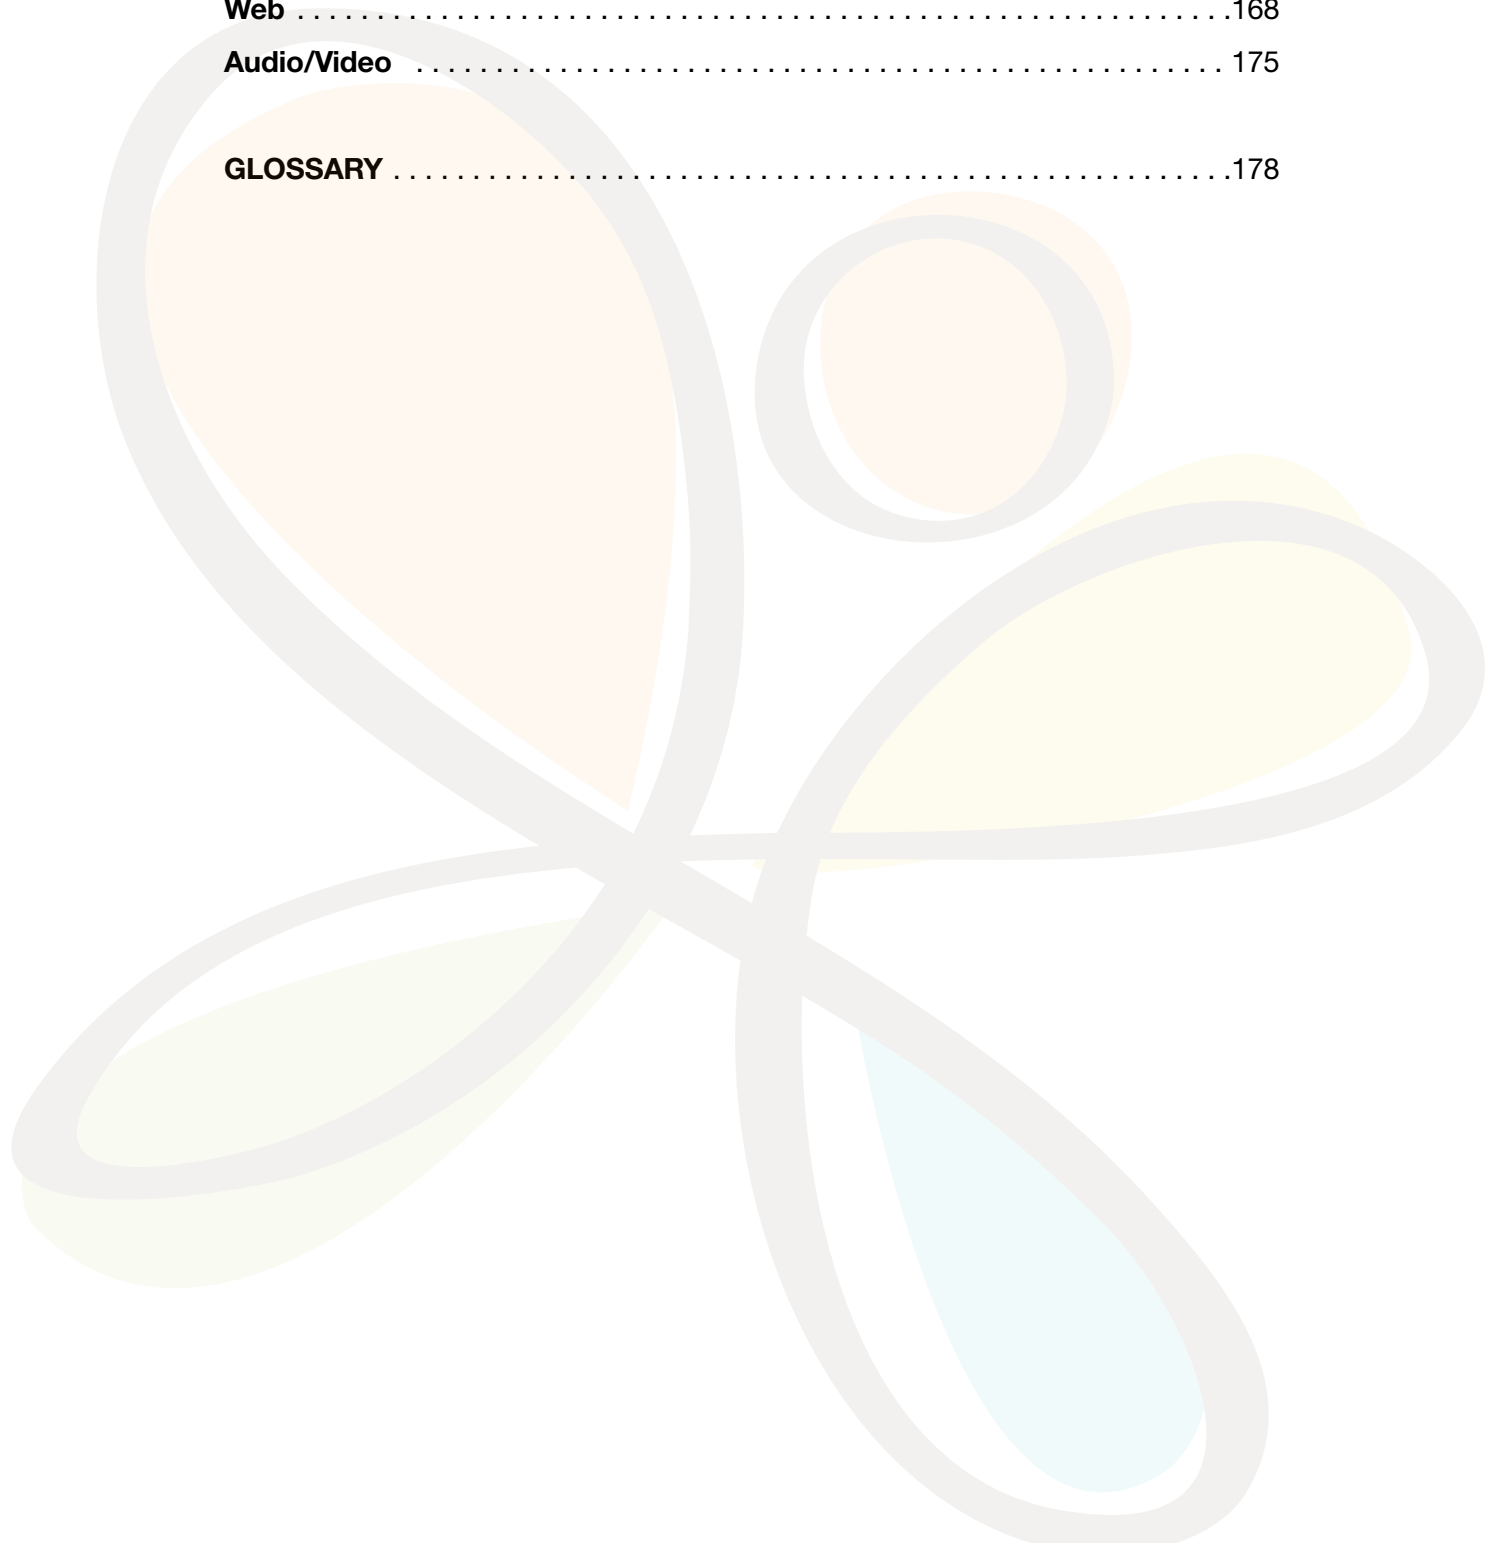 Web . . . . . . . . . . . . . . . . . . . . . . . . . . . . . . . . . . . . . . . . . . . . . . . . . . . . . . . . . . .168
Audio/Video . . . . . . . . . . . . . . . . . . . . . . . . . . . . . . . . . . . . . . . . . . . . . . . . . . . 175
GLOSSARY . . . . . . . . . . . . . . . . . . . . . . . . . . . . . . . . . . . . . . . . . . . . . . . . . . . . .178